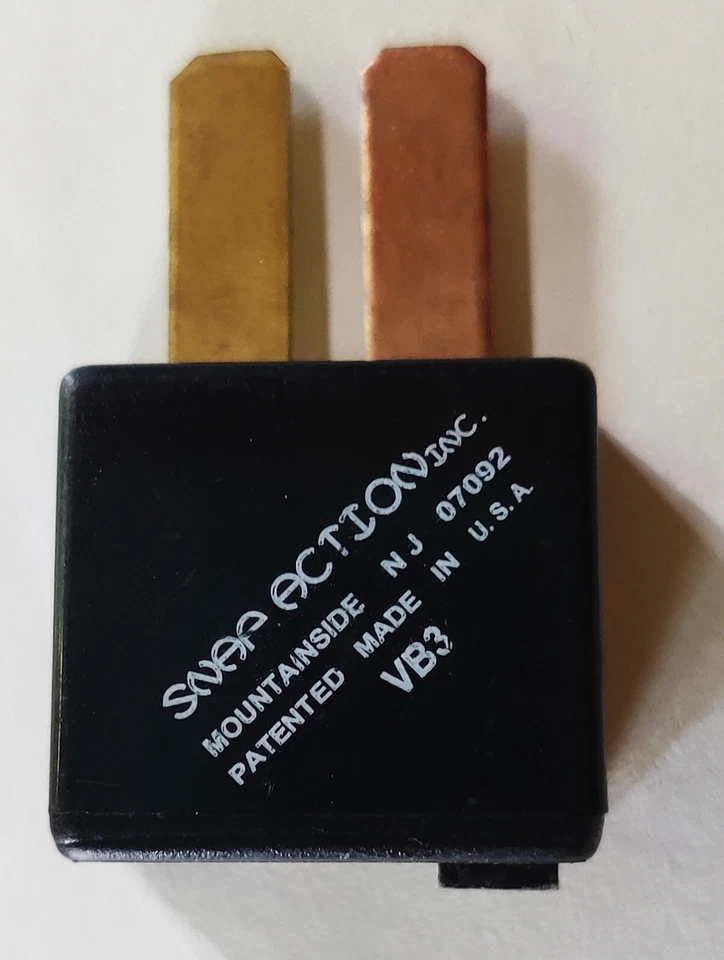 SNAP ACTION INC.
MOUNTAINSIDE NJ 07092
PATENTED MADE IN U.S.A.
VB3